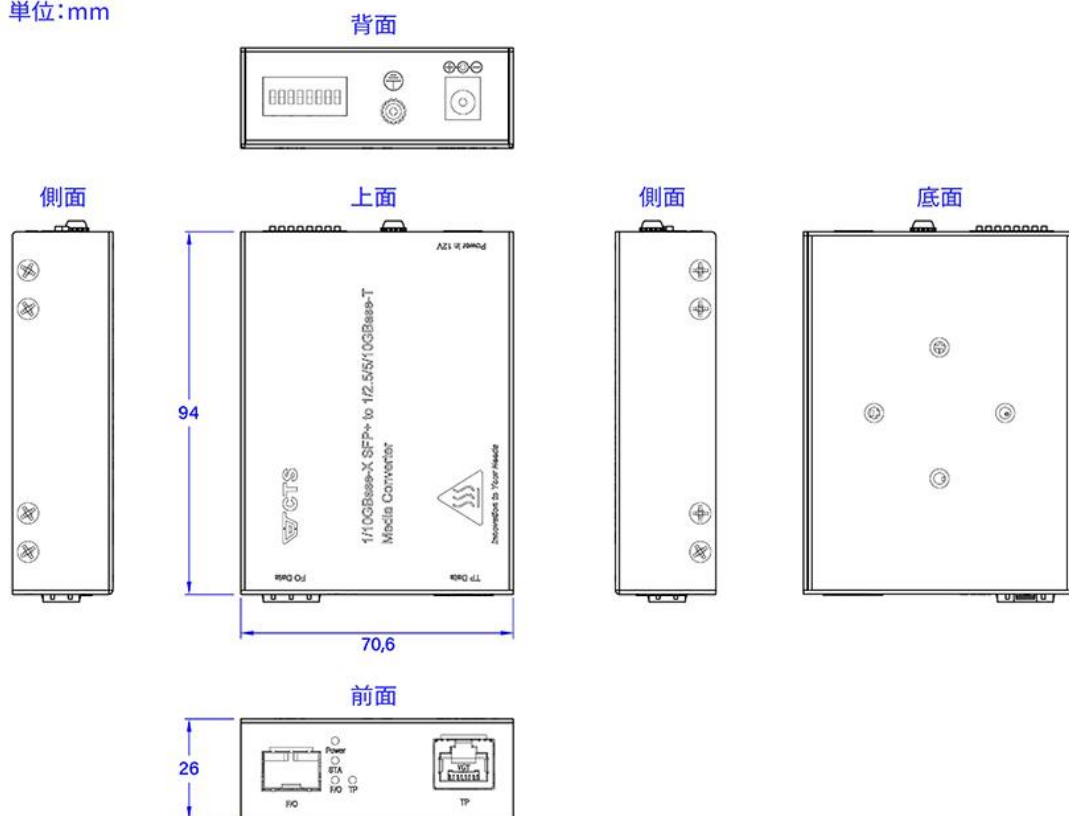 単位:mm
背面
側面
上面
側面
底面
Power in 12V
1/10GBase-X SFP+ to 1/2.5/5/10GBase-T
Media Converter
CTS
Innovation to Your Needs
F/O Data
TP Data
94
70,6
前面
26
Power
STA
F/O TP
F/O
TP